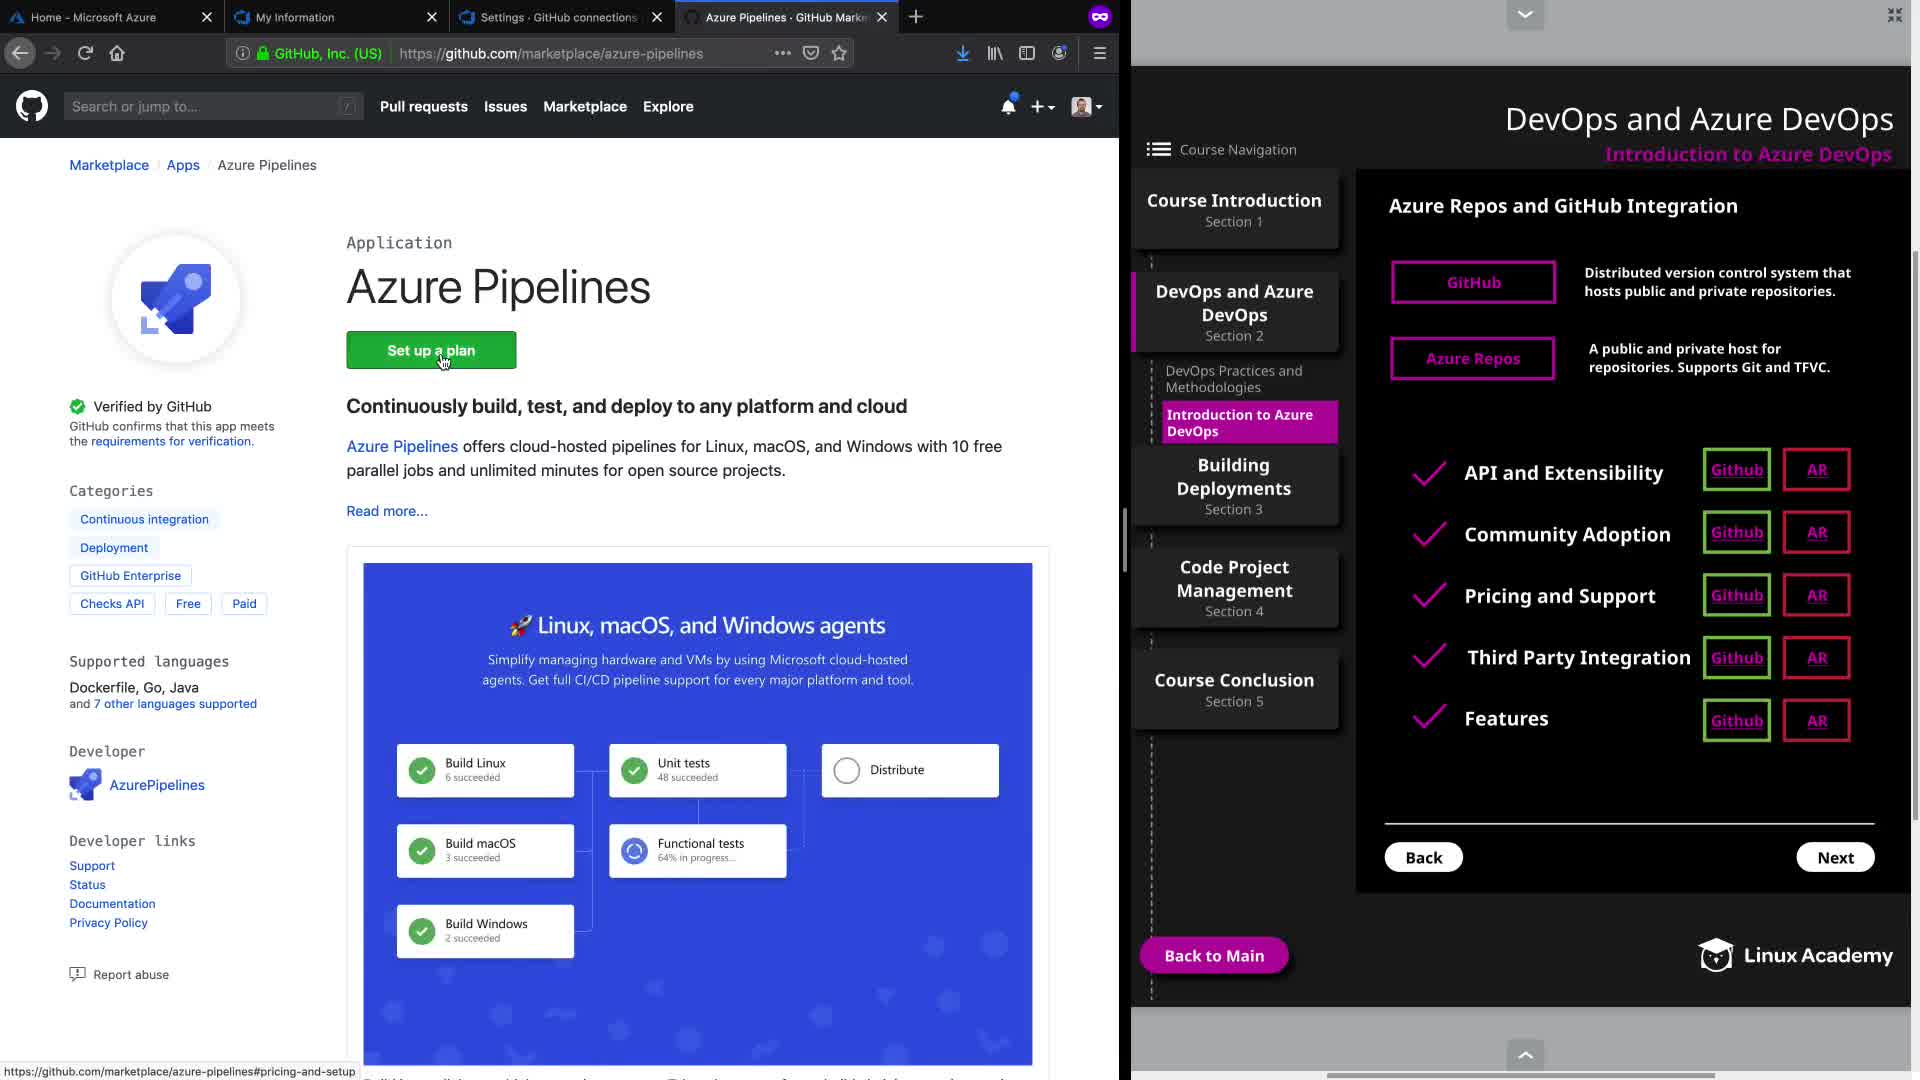 Home - Microsoft Azure
My Information
Settings · GitHub connections
Azure Pipelines · GitHub Marke
GitHub, Inc. (US)
https://github.com/marketplace/azure-pipelines
Search or jump to...
/
Pull requests
Issues
Marketplace
Explore
Marketplace / Apps / Azure Pipelines
Application
Azure Pipelines
Set up a plan
Verified by GitHub
GitHub confirms that this app meets
the requirements for verification.
Categories
Continuous integration
Deployment
GitHub Enterprise
Checks API
Free
Paid
Supported languages
Dockerfile, Go, Java
and 7 other languages supported
Developer
AzurePipelines
Developer links
Support
Status
Documentation
Privacy Policy
Report abuse
Continuously build, test, and deploy to any platform and cloud
Azure Pipelines offers cloud-hosted pipelines for Linux, macOS, and Windows with 10 free
parallel jobs and unlimited minutes for open source projects.
Read more...
Linux, macOS, and Windows agents
Simplify managing hardware and VMs by using Microsoft cloud-hosted
agents. Get full CI/CD pipeline support for every major platform and tool.
Build Linux
6 succeeded
Unit tests
48 succeeded
Distribute
Build macOS
3 succeeded
Functional tests
64% in progress...
Build Windows
2 succeeded
https://github.com/marketplace/azure-pipelines#pricing-and-setup
DevOps and Azure DevOps
Introduction to Azure DevOps
Course Navigation
Course Introduction
Section 1
DevOps and Azure
DevOps
Section 2
DevOps Practices and
Methodologies
Introduction to Azure
DevOps
Building
Deployments
Section 3
Code Project
Management
Section 4
Course Conclusion
Section 5
Back to Main
Azure Repos and GitHub Integration
GitHub
Distributed version control system that
hosts public and private repositories.
Azure Repos
A public and private host for
repositories. Supports Git and TFVC.
API and Extensibility
Github
AR
Community Adoption
Github
AR
Pricing and Support
Github
AR
Third Party Integration
Github
AR
Features
Github
AR
Back
Next
Linux Academy